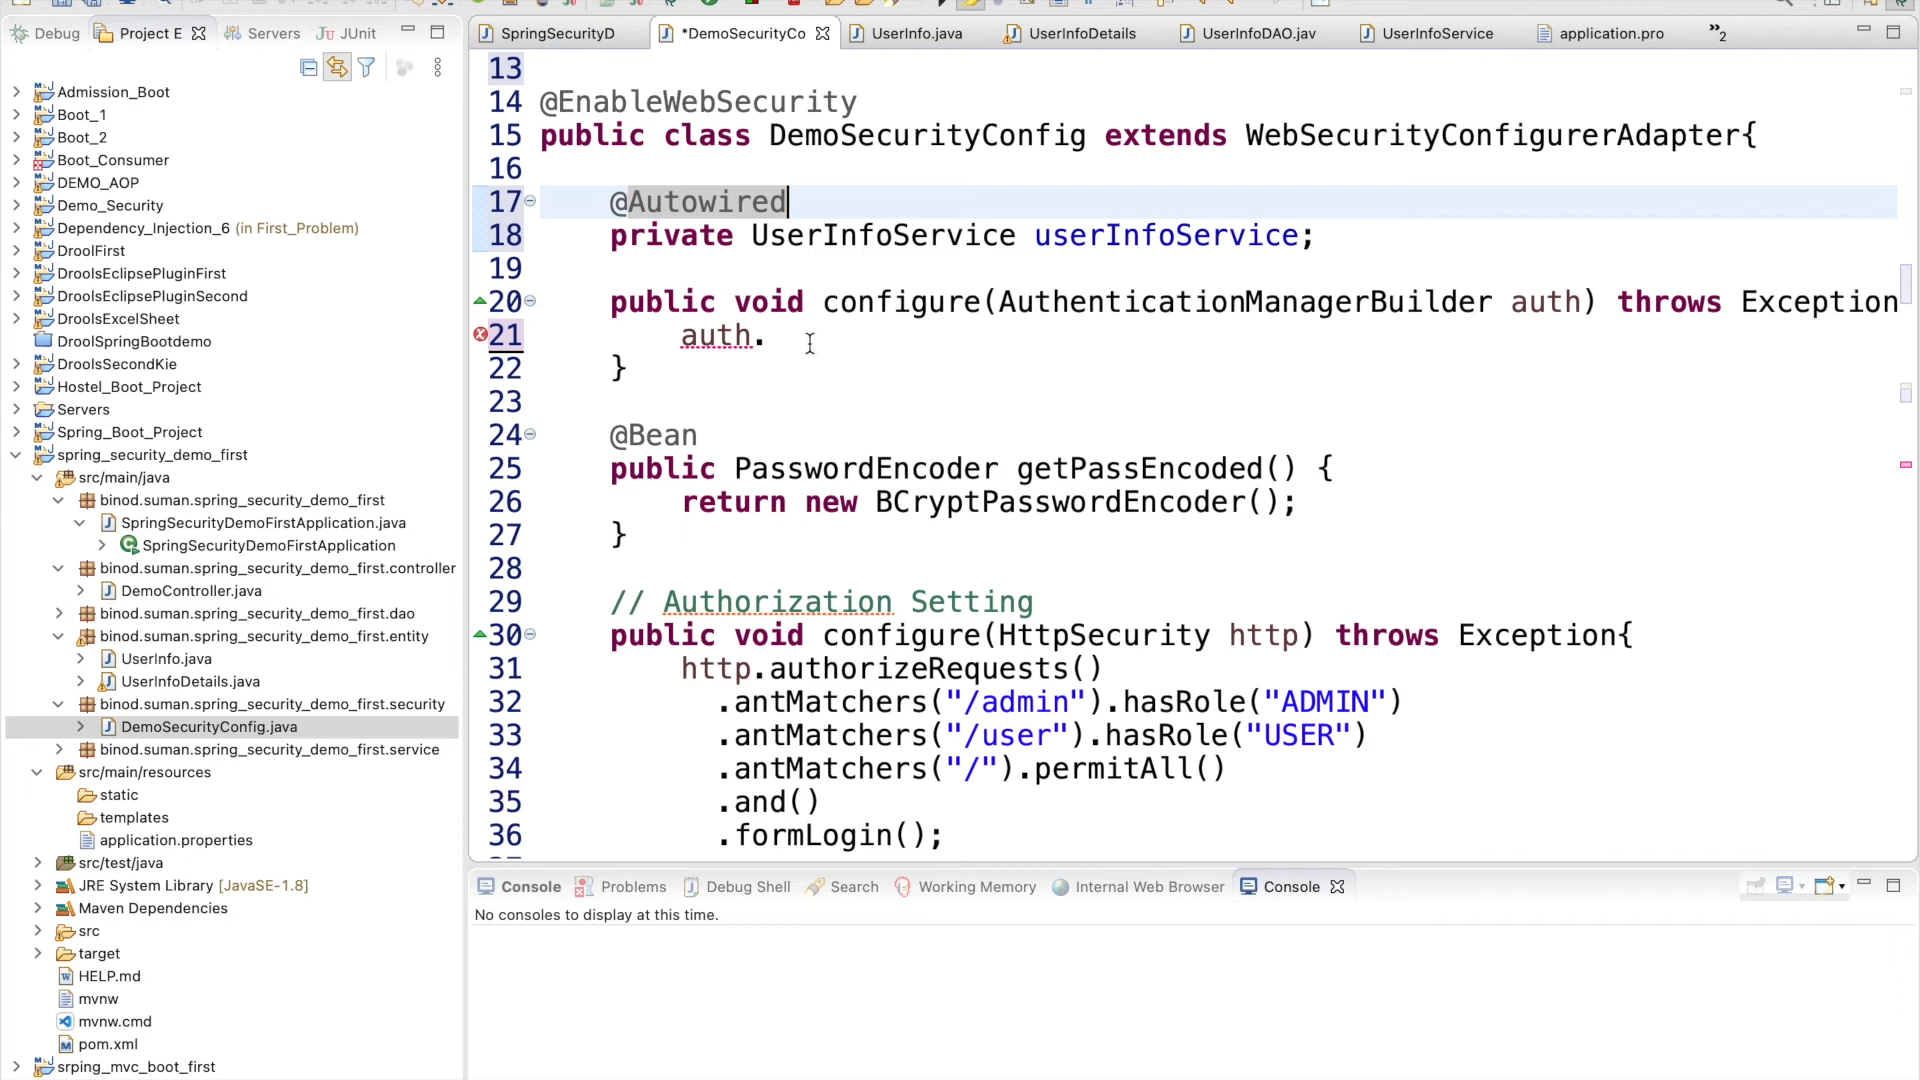 Debug
Project E
Servers
JUnit
Admission_Boot
Boot_1
Boot_2
Boot_Consumer
DEMO_AOP
Demo_Security
Dependency_Injection_6 (in First_Problem)
DroolFirst
DroolsEclipsePluginFirst
DroolsEclipsePluginSecond
DroolsExcelSheet
DroolSpringBootdemo
DroolsSecondKie
Hostel_Boot_Project
Servers
Spring_Boot_Project
spring_security_demo_first
src/main/java
binod.suman.spring_security_demo_first
SpringSecurityDemoFirstApplication.java
SpringSecurityDemoFirstApplication
binod.suman.spring_security_demo_first.controller
DemoController.java
binod.suman.spring_security_demo_first.dao
binod.suman.spring_security_demo_first.entity
UserInfo.java
UserInfoDetails.java
binod.suman.spring_security_demo_first.security
DemoSecurityConfig.java
binod.suman.spring_security_demo_first.service
src/main/resources
static
templates
application.properties
src/test/java
JRE System Library [JavaSE-1.8]
Maven Dependencies
src
target
HELP.md
mvnw
mvnw.cmd
pom.xml
srping_mvc_boot_first
SpringSecurityD
*DemoSecurityCo
UserInfo.java
UserInfoDetails
UserInfoDAO.jav
UserInfoService
application.pro
»2
13
14 @EnableWebSecurity
15 public class DemoSecurityConfig extends WebSecurityConfigurerAdapter{
16
17 @Autowired
18 private UserInfoService userInfoService;
19
20 public void configure(AuthenticationManagerBuilder auth) throws Exception
21 auth.
22 }
23
24 @Bean
25 public PasswordEncoder getPassEncoded() {
26 return new BCryptPasswordEncoder();
27 }
28
29 // Authorization Setting
30 public void configure(HttpSecurity http) throws Exception{
31 http.authorizeRequests()
32 .antMatchers("/admin").hasRole("ADMIN")
33 .antMatchers("/user").hasRole("USER")
34 .antMatchers("/").permitAll()
35 .and()
36 .formLogin();
Console
Problems
Debug Shell
Search
Working Memory
Internal Web Browser
Console
No consoles to display at this time.